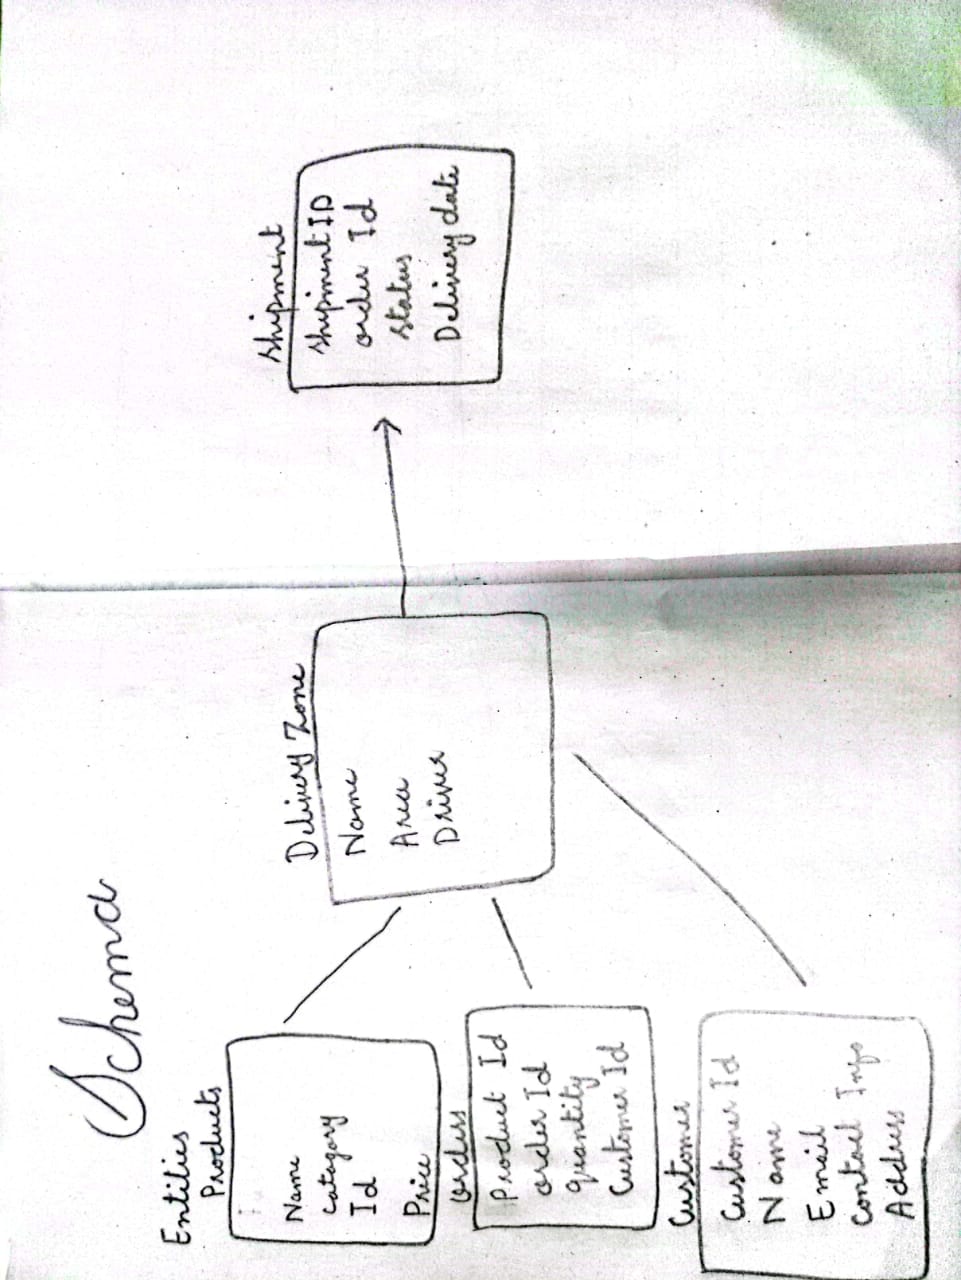 Schema
Entities
Products
Name
Category
Id
Price
Orders
Product Id
Order Id
Quantity
Customer Id
Customer
Customer Id
Name
Email
Contact Info
Address
Delivery Zone
Name
Area
Driver
Shipment
Shipment ID
Order Id
Status
Delivery date